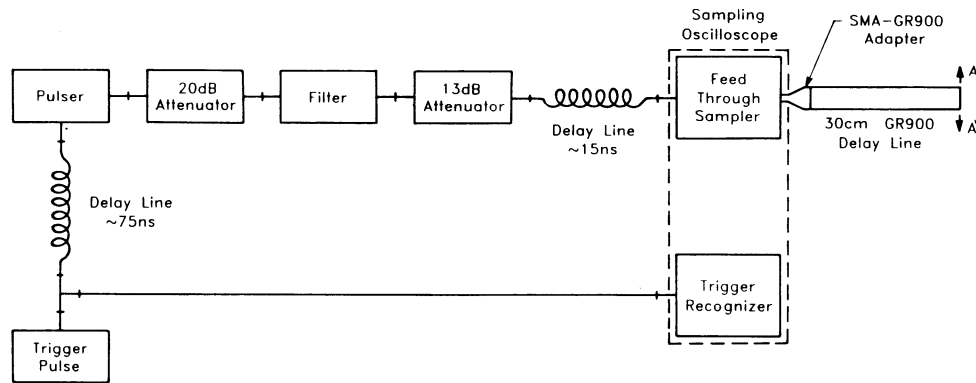 Sampling
Oscilloscope
SMA-GR900
Adapter
Pulser
20dB
Attenuator
Filter
13dB
Attenuator
Feed
Through
Sampler
A
A'
Delay Line
~15ns
30cm GR900
Delay Line
Delay Line
~75ns
Trigger
Recognizer
Trigger
Pulse